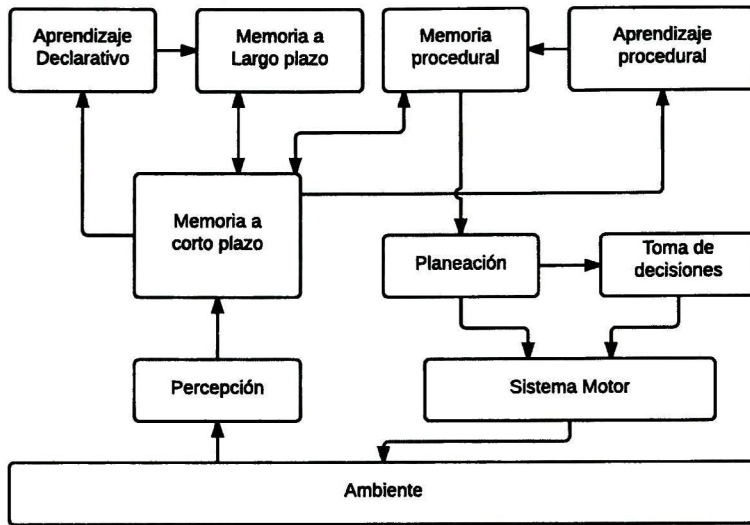 Aprendizaje
Declarativo
Memoria a
Largo plazo
Memoria
procedural
Aprendizaje
procedural
Memoria a
corto plazo
Planeación
Toma de
decisiones
Percepción
Sistema Motor
Ambiente